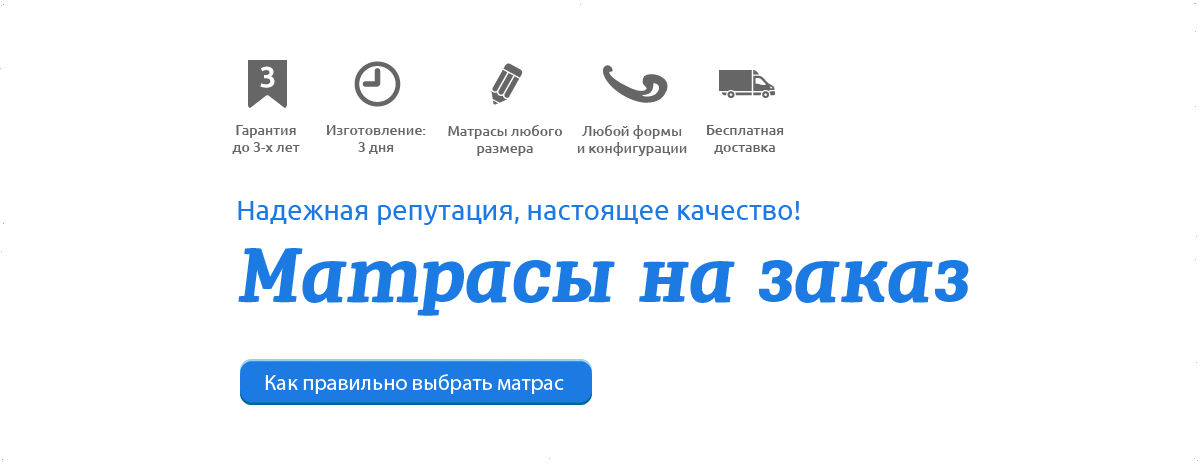 3
Гарантия
до 3-х лет
Изготовление:
3 дня
Матрасы любого
размера
Любой формы
и конфигурации
Бесплатная
доставка
Надежная репутация, настоящее качество!
Матрасы на заказ
Как правильно выбрать матрас